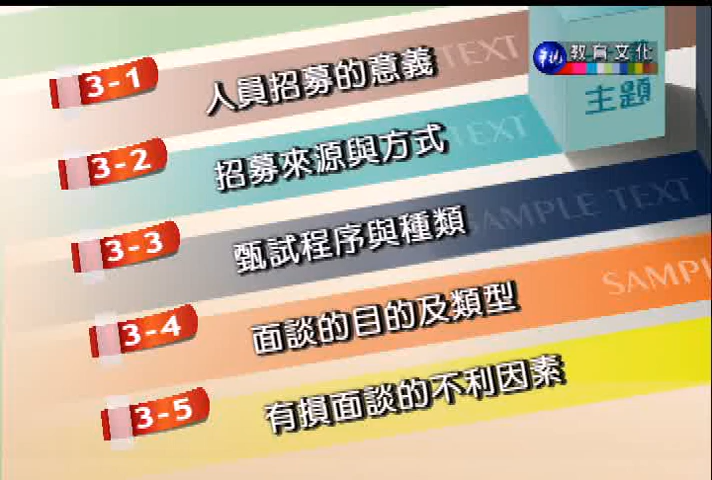 TEXT
教育文化
主題
3-1 人員招募的意義
TEXT
3-2 招募來源與方式
SAMPLE TEXT
3-3 甄試程序與種類
SAMPL
3-4 面談的目的及類型
3-5 有損面談的不利因素